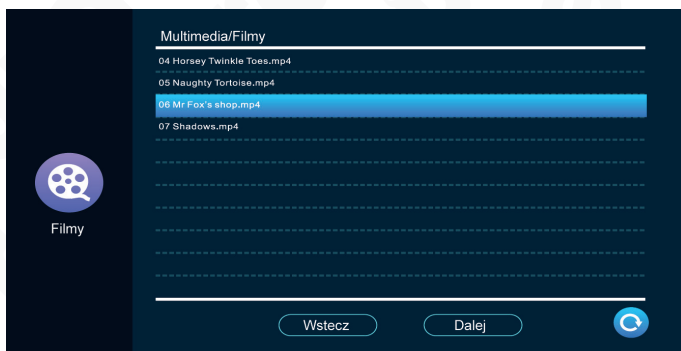 Multimedia/Filmy
04 Horsey Twinkle Toes.mp4
05 Naughty Tortoise.mp4
06 Mr Fox's shop.mp4
07 Shadows.mp4
Filmy
Wstecz
Dalej